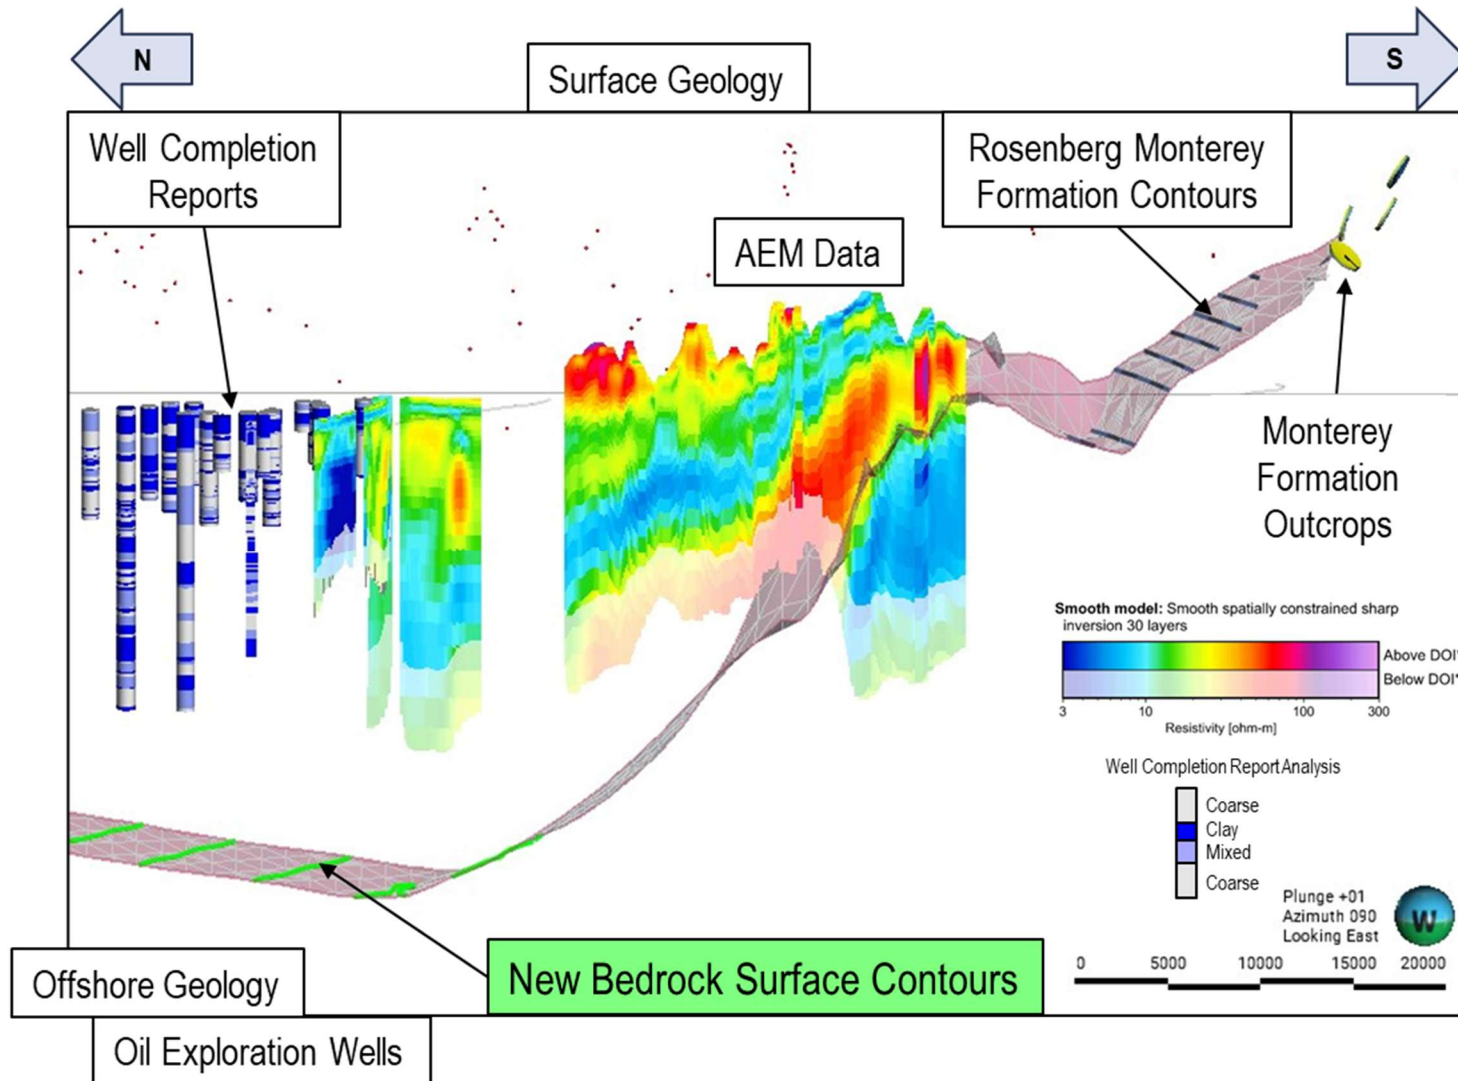 N
S
Surface Geology
Well Completion
Reports
Rosenberg Monterey
Formation Contours
AEM Data
Monterey
Formation
Outcrops
Smooth model: Smooth spatially constrained sharp
inversion 30 layers
Above DOI*
Below DOI*
3 10 100 300
Resistivity [ohm-m]
Well Completion Report Analysis
Coarse
Clay
Mixed
Coarse
Plunge +01
Azimuth 090
Looking East
W
0 5000 10000 15000 20000
New Bedrock Surface Contours
Offshore Geology
Oil Exploration Wells